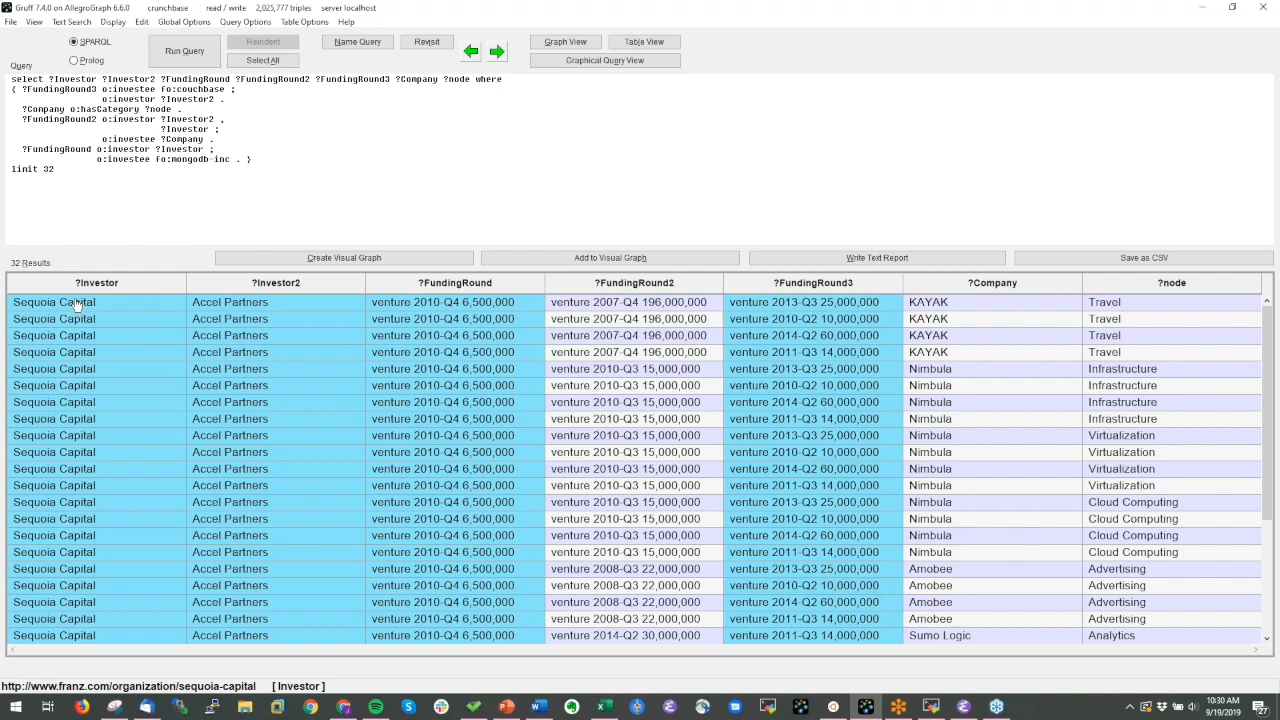 Gruff 7.4.0 on AllegroGraph 6.6.0 crunchbase read / write 2,025,777 triples server localhost
File View Text Search Display Edit Global Options Query Options Table Options Help
SPARQL
Prolog
Query
Run Query
Reindent
Select All
Name Query
Revisit
Graph View
Table View
Graphical Query View
select ?Investor ?Investor2 ?FundingRound ?FundingRound2 ?FundingRound3 ?Company ?node where
{ ?FundingRound3 o:investee fo:couchbase ;
o:investor ?Investor2 .
?Company o:hasCategory ?node .
?FundingRound2 o:investor ?Investor2 ,
?Investor ;
o:investee ?Company .
?FundingRound o:investor ?Investor ;
o:investee fo:mongodb-inc . }
limit 32
32 Results
Create Visual Graph
Add to Visual Graph
Write Text Report
Save as CSV
?Investor ?Investor2 ?FundingRound ?FundingRound2 ?FundingRound3 ?Company ?node
Sequoia Capital Accel Partners venture 2010-Q4 6,500,000 venture 2007-Q4 196,000,000 venture 2013-Q3 25,000,000 KAYAK Travel
Sequoia Capital Accel Partners venture 2010-Q4 6,500,000 venture 2007-Q4 196,000,000 venture 2010-Q2 10,000,000 KAYAK Travel
Sequoia Capital Accel Partners venture 2010-Q4 6,500,000 venture 2007-Q4 196,000,000 venture 2014-Q2 60,000,000 KAYAK Travel
Sequoia Capital Accel Partners venture 2010-Q4 6,500,000 venture 2007-Q4 196,000,000 venture 2011-Q3 14,000,000 KAYAK Travel
Sequoia Capital Accel Partners venture 2010-Q4 6,500,000 venture 2010-Q3 15,000,000 venture 2013-Q3 25,000,000 Nimbula Infrastructure
Sequoia Capital Accel Partners venture 2010-Q4 6,500,000 venture 2010-Q3 15,000,000 venture 2010-Q2 10,000,000 Nimbula Infrastructure
Sequoia Capital Accel Partners venture 2010-Q4 6,500,000 venture 2010-Q3 15,000,000 venture 2014-Q2 60,000,000 Nimbula Infrastructure
Sequoia Capital Accel Partners venture 2010-Q4 6,500,000 venture 2010-Q3 15,000,000 venture 2011-Q3 14,000,000 Nimbula Infrastructure
Sequoia Capital Accel Partners venture 2010-Q4 6,500,000 venture 2010-Q3 15,000,000 venture 2013-Q3 25,000,000 Nimbula Virtualization
Sequoia Capital Accel Partners venture 2010-Q4 6,500,000 venture 2010-Q3 15,000,000 venture 2010-Q2 10,000,000 Nimbula Virtualization
Sequoia Capital Accel Partners venture 2010-Q4 6,500,000 venture 2010-Q3 15,000,000 venture 2014-Q2 60,000,000 Nimbula Virtualization
Sequoia Capital Accel Partners venture 2010-Q4 6,500,000 venture 2010-Q3 15,000,000 venture 2011-Q3 14,000,000 Nimbula Virtualization
Sequoia Capital Accel Partners venture 2010-Q4 6,500,000 venture 2010-Q3 15,000,000 venture 2013-Q3 25,000,000 Nimbula Cloud Computing
Sequoia Capital Accel Partners venture 2010-Q4 6,500,000 venture 2010-Q3 15,000,000 venture 2010-Q2 10,000,000 Nimbula Cloud Computing
Sequoia Capital Accel Partners venture 2010-Q4 6,500,000 venture 2010-Q3 15,000,000 venture 2014-Q2 60,000,000 Nimbula Cloud Computing
Sequoia Capital Accel Partners venture 2010-Q4 6,500,000 venture 2010-Q3 15,000,000 venture 2011-Q3 14,000,000 Nimbula Cloud Computing
Sequoia Capital Accel Partners venture 2010-Q4 6,500,000 venture 2008-Q3 22,000,000 venture 2013-Q3 25,000,000 Amobee Advertising
Sequoia Capital Accel Partners venture 2010-Q4 6,500,000 venture 2008-Q3 22,000,000 venture 2010-Q2 10,000,000 Amobee Advertising
Sequoia Capital Accel Partners venture 2010-Q4 6,500,000 venture 2008-Q3 22,000,000 venture 2014-Q2 60,000,000 Amobee Advertising
Sequoia Capital Accel Partners venture 2010-Q4 6,500,000 venture 2008-Q3 22,000,000 venture 2011-Q3 14,000,000 Amobee Advertising
Sequoia Capital Accel Partners venture 2010-Q4 6,500,000 venture 2014-Q2 30,000,000 venture 2011-Q3 14,000,000 Sumo Logic Analytics
http://www.franz.com/organization/sequoia-capital [ Investor ]
10:30 AM
9/19/2019
27